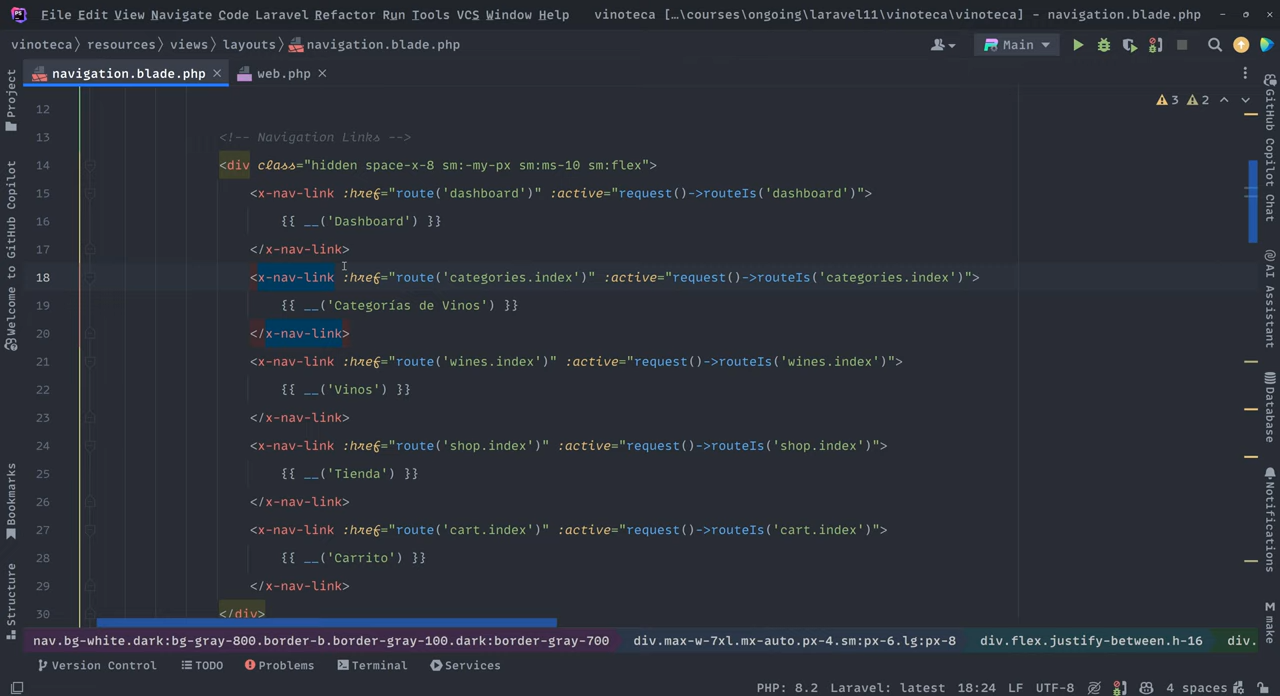 File Edit View Navigate Code Laravel Refactor Run Tools VCS Window Help vinoteca […\courses\ongoing\laravel11\vinoteca\vinoteca] - navigation.blade.php
vinoteca resources views layouts navigation.blade.php Main
navigation.blade.php web.php
3 2
12
13 <!-- Navigation Links -->
14 <div class="hidden space-x-8 sm:-my-px sm:ms-10 sm:flex">
15 <x-nav-link :href="route('dashboard')" :active="request()->routeIs('dashboard')">
16 {{ __('Dashboard') }}
17 </x-nav-link>
18 <x-nav-link :href="route('categories.index')" :active="request()->routeIs('categories.index')">
19 {{ __('Categorías de Vinos') }}
20 </x-nav-link>
21 <x-nav-link :href="route('wines.index')" :active="request()->routeIs('wines.index')">
22 {{ __('Vinos') }}
23 </x-nav-link>
24 <x-nav-link :href="route('shop.index')" :active="request()->routeIs('shop.index')">
25 {{ __('Tienda') }}
26 </x-nav-link>
27 <x-nav-link :href="route('cart.index')" :active="request()->routeIs('cart.index')">
28 {{ __('Carrito') }}
29 </x-nav-link>
30 </div>
nav.bg-white.dark:bg-gray-800.border-b.border-gray-100.dark:border-gray-700 div.max-w-7xl.mx-auto.px-4.sm:px-6.lg:px-8 div.flex.justify-between.h-16 div.
Version Control TODO Problems Terminal Services
PHP: 8.2 Laravel: latest 18:24 LF UTF-8 4 spaces
Project
Welcome to GitHub Copilot
Bookmarks
Structure
GitHub Copilot Chat
AI Assistant
Database
Notifications
M make